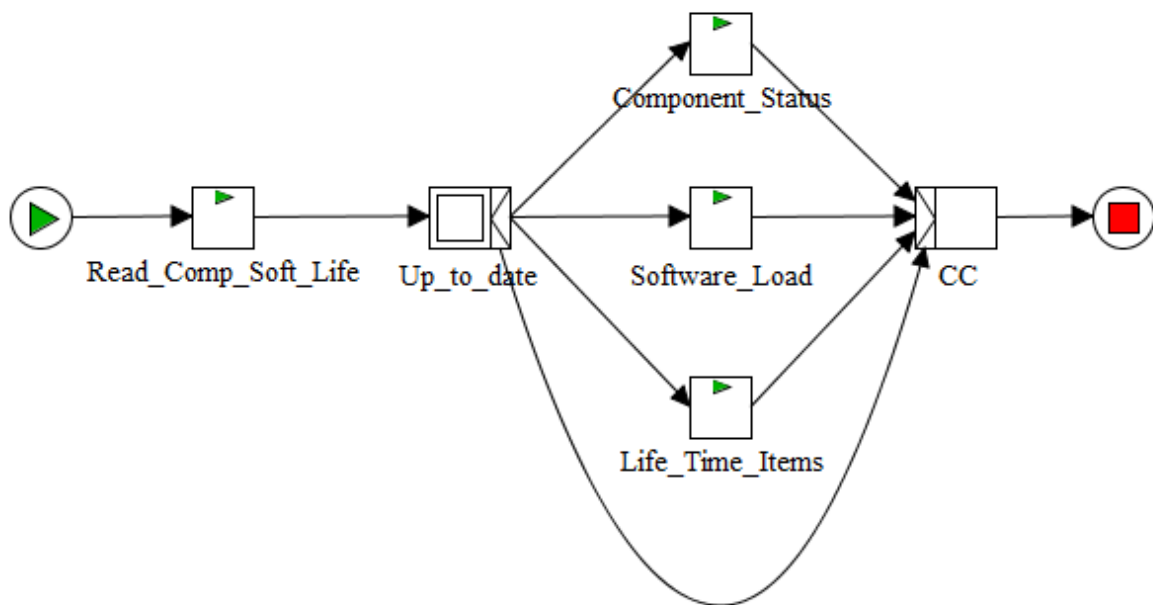 Component_Status
Read_Comp_Soft_Life
Up_to_date
Software_Load
CC
Life_Time_Items